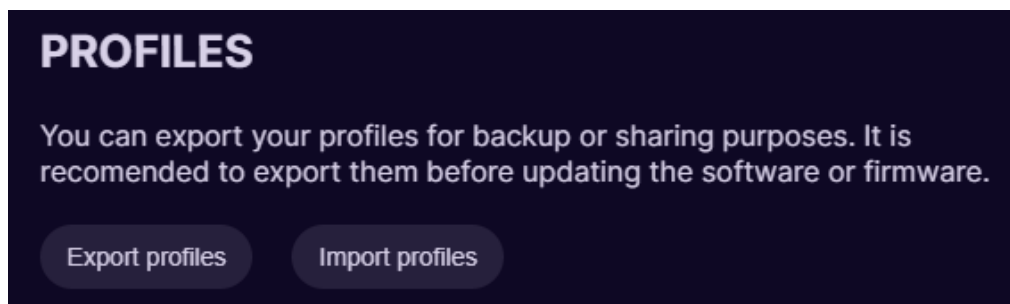 PROFILES
You can export your profiles for backup or sharing purposes. It is
recomended to export them before updating the software or firmware.
Export profiles
Import profiles